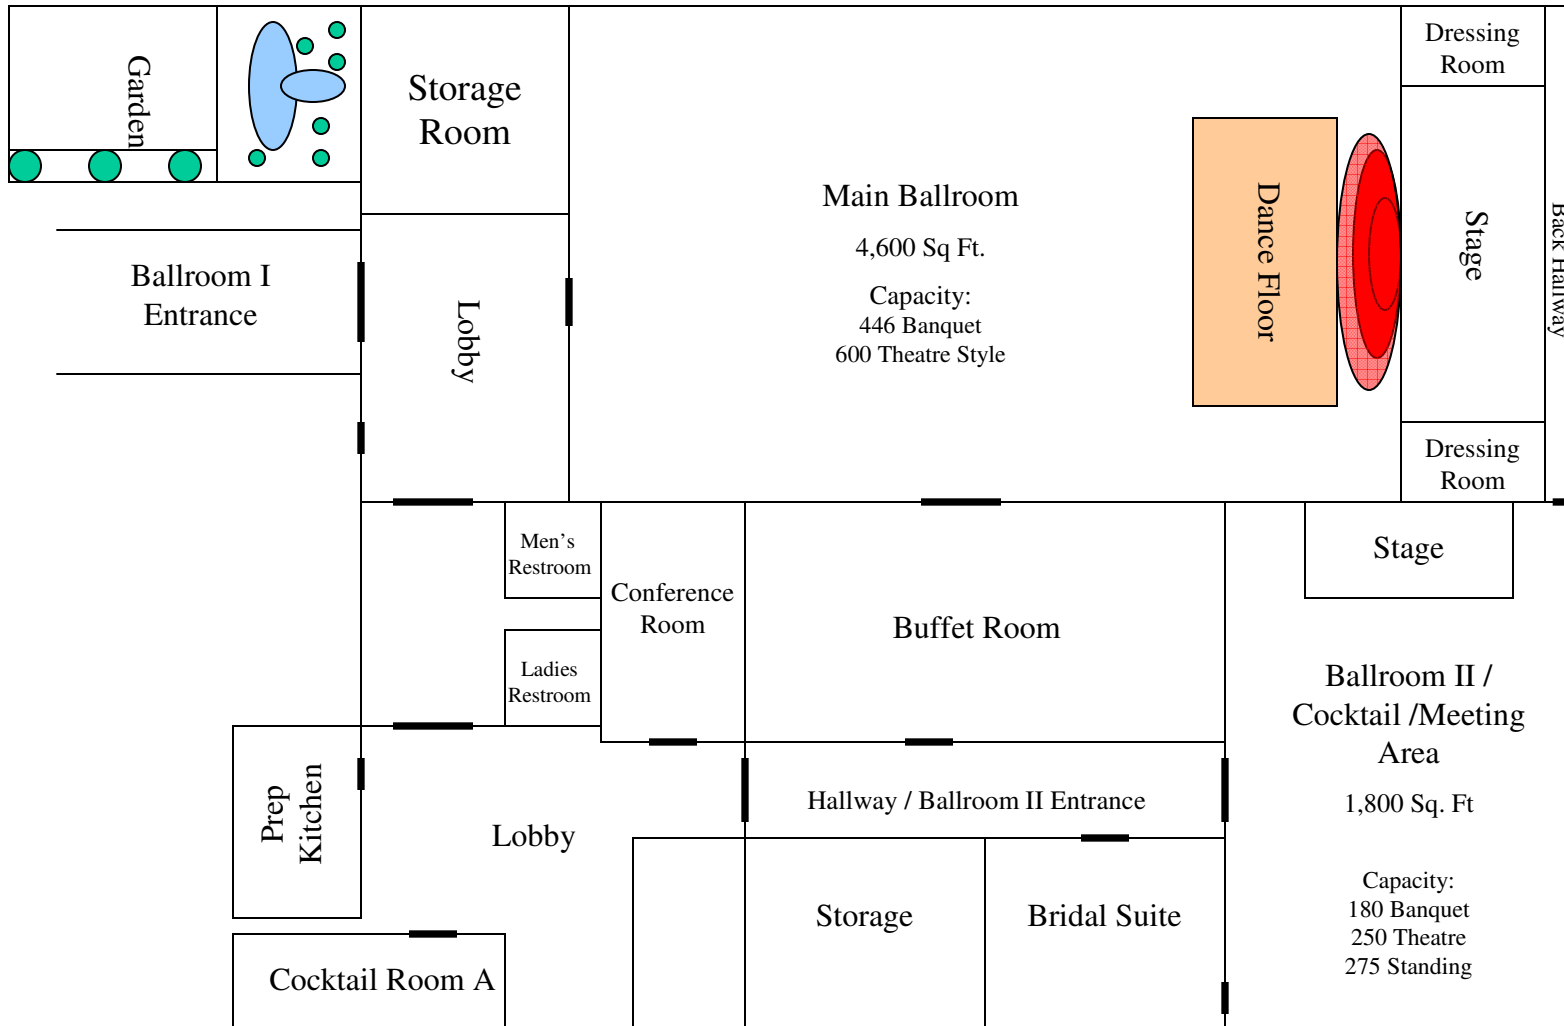 Garden
Storage
Room
Dressing
Room
Main Ballroom
4,600 Sq Ft.
Capacity:
446 Banquet
600 Theatre Style
Dance Floor
Stage
Back Hallway
Ballroom I
Entrance
Lobby
Dressing
Room
Men’s
Restroom
Conference
Room
Buffet Room
Stage
Ladies
Restroom
Ballroom II /
Cocktail /Meeting
Area
1,800 Sq. Ft
Capacity:
180 Banquet
250 Theatre
275 Standing
Prep
Kitchen
Lobby
Hallway / Ballroom II Entrance
Storage
Bridal Suite
Cocktail Room A